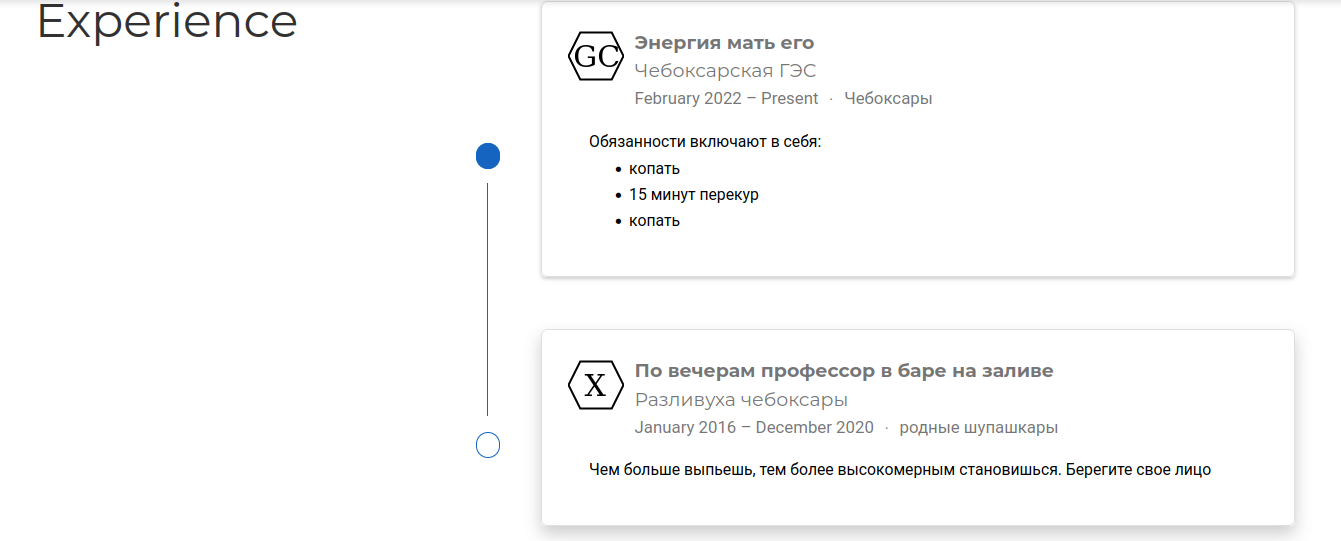 Experience
GC
Энергия мать его
Чебоксарская ГЭС
February 2022 – Present · Чебоксары
Обязанности включают в себя:
• копать
• 15 минут перекур
• копать
X
По вечерам профессор в баре на заливе
Разливуха чебоксары
January 2016 – December 2020 · родные шупашкары
Чем больше выпьешь, тем более высокомерным становишься. Берегите свое лицо